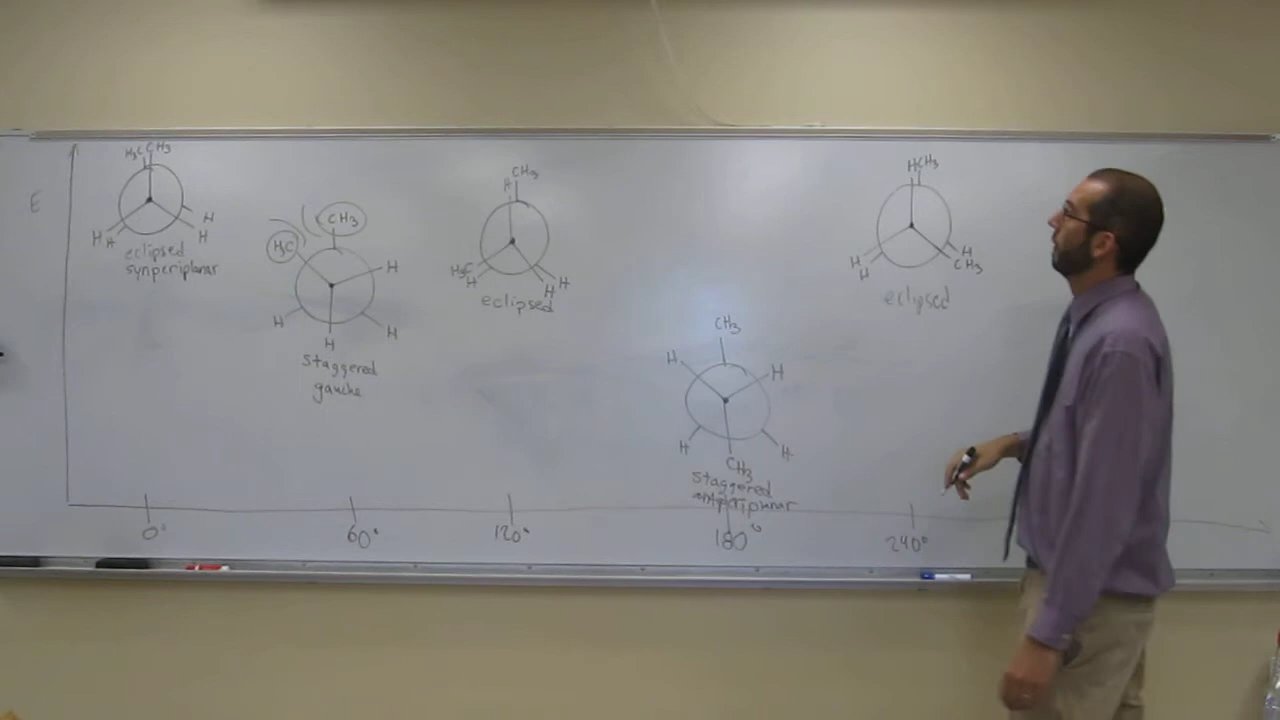 E
H₃C CH₃
H H
H H
eclipsed
synperiplanar
H₃C CH₃
H
H H
H
staggered
gauche
H CH₃
H₃C H
H H
eclipsed
CH₃
H H
H H
CH₃
staggered
antiperiplanar
H CH₃
H H
H CH₃
eclipsed
0° 60° 120° 180° 240°